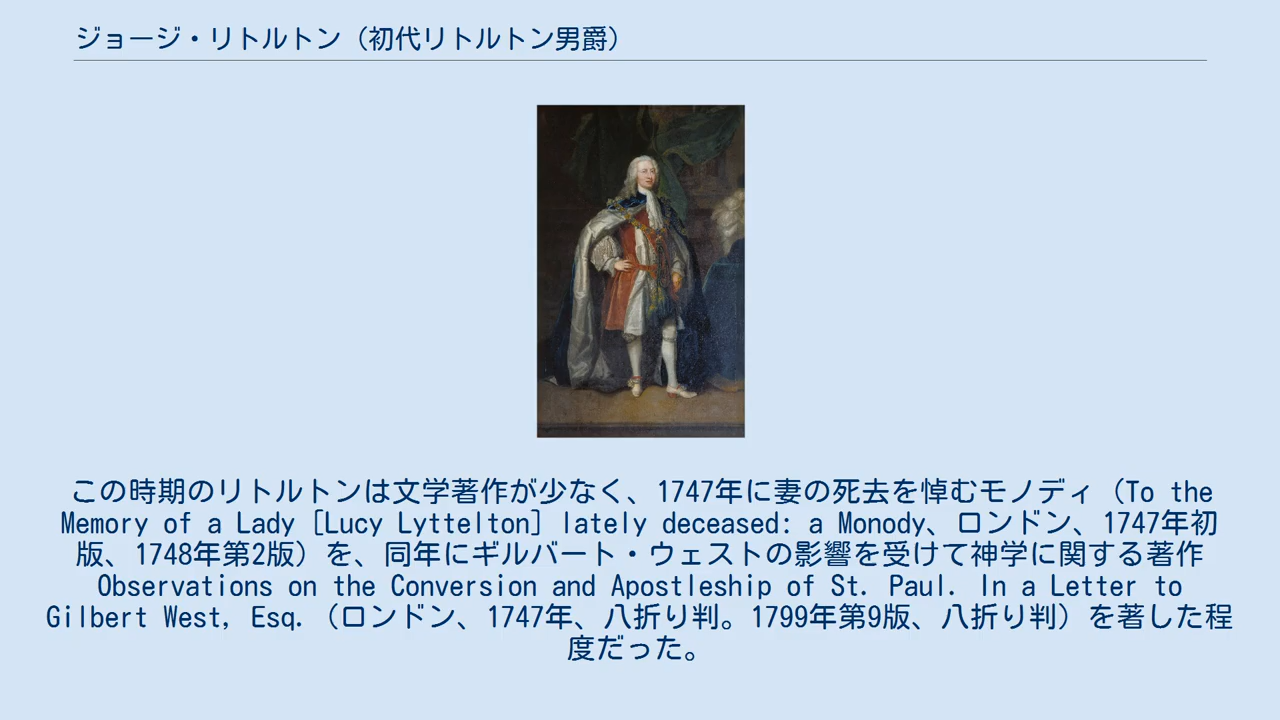 ジョージ・リトルトン（初代リトルトン男爵）
この時期のリトルトンは文学著作が少なく、1747年に妻の死去を悼むモノディ（To the
Memory of a Lady [Lucy Lyttelton] lately deceased: a Monody、ロンドン、1747年初
版、1748年第2版）を、同年にギルバート・ウェストの影響を受けて神学に関する著作
Observations on the Conversion and Apostleship of St. Paul. In a Letter to
Gilbert West, Esq.（ロンドン、1747年、八折り判。1799年第9版、八折り判）を著した程
度だった。